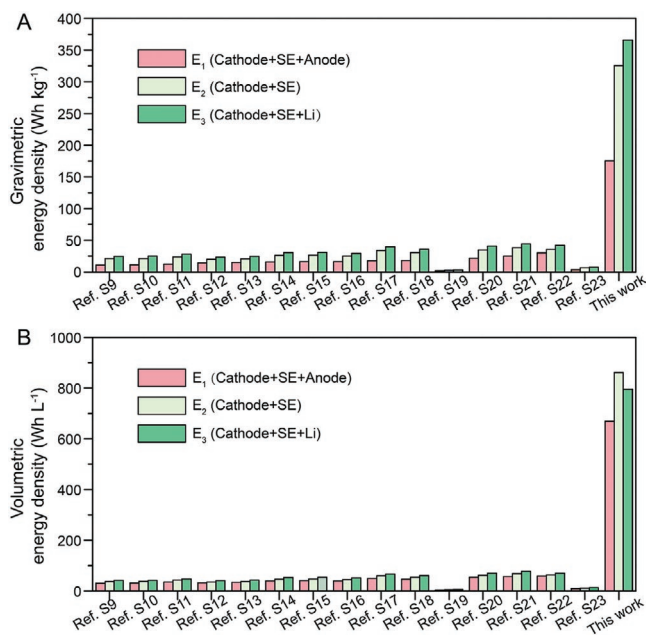 A
Gravimetric
energy density (Wh kg⁻¹)
400
350
300
250
200
150
100
50
0
E₁ (Cathode+SE+Anode)
E₂ (Cathode+SE)
E₃ (Cathode+SE+Li)
Ref. S9
Ref. S10
Ref. S11
Ref. S12
Ref. S13
Ref. S14
Ref. S15
Ref. S16
Ref. S17
Ref. S18
Ref. S19
Ref. S20
Ref. S21
Ref. S22
Ref. S23
This work
B
Volumetric
energy density (Wh L⁻¹)
1000
800
600
400
200
0
E₁ (Cathode+SE+Anode)
E₂ (Cathode+SE)
E₃ (Cathode+SE+Li)
Ref. S9
Ref. S10
Ref. S11
Ref. S12
Ref. S13
Ref. S14
Ref. S15
Ref. S16
Ref. S17
Ref. S18
Ref. S19
Ref. S20
Ref. S21
Ref. S22
Ref. S23
This work